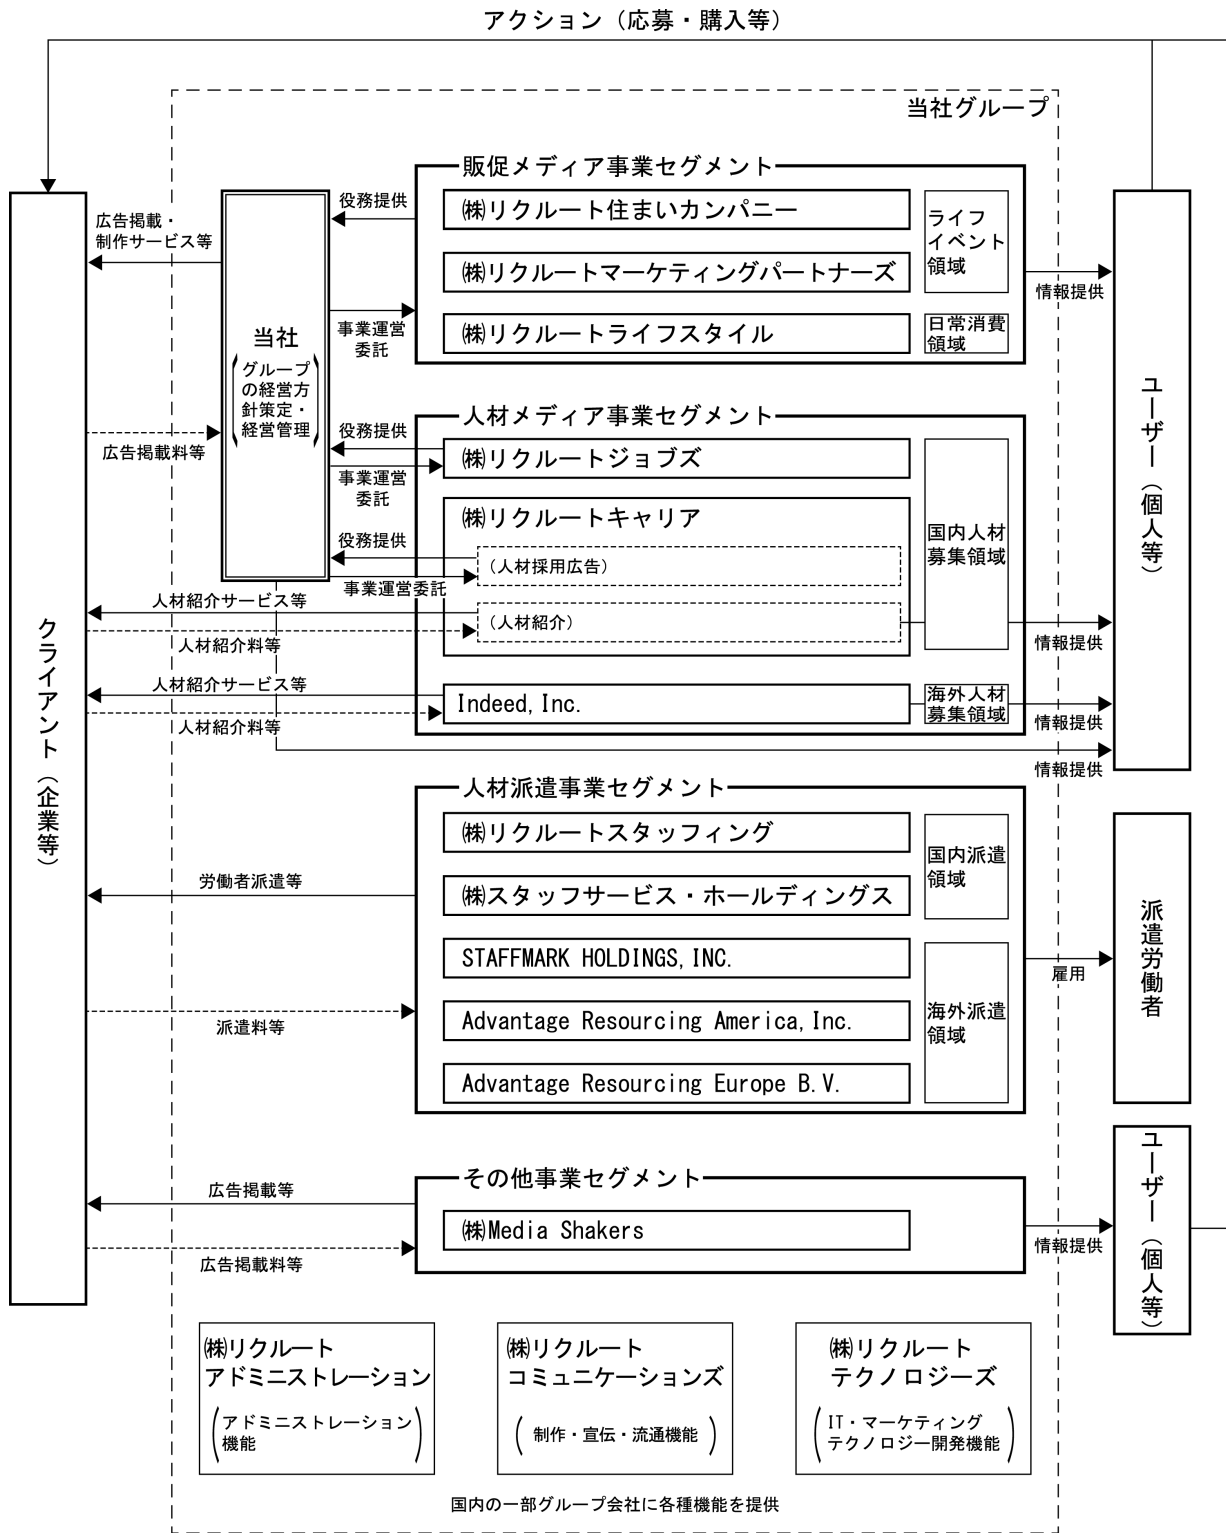 アクション（応募・購入等）
当社グループ
販促メディア事業セグメント
役務提供
㈱リクルート住まいカンパニー
ライフ
イベント
領域
広告掲載・
制作サービス等
㈱リクルートマーケティングパートナーズ
情報提供
事業運営
委託
㈱リクルートライフスタイル
日常消費
領域
当社
グループ
の経営方
針策定・
経営管理
人材メディア事業セグメント
役務提供
広告掲載料等
㈱リクルートジョブズ
事業運営
委託
㈱リクルートキャリア
国内人材
募集領域
役務提供
（人材採用広告）
事業運営委託
人材紹介サービス等
（人材紹介）
人材紹介料等
情報提供
人材紹介サービス等
Indeed, Inc.
海外人材
募集領域
人材紹介料等
情報提供
情報提供
ユーザー（個人等）
クライアント（企業等）
人材派遣事業セグメント
㈱リクルートスタッフィング
国内派遣
領域
労働者派遣等
㈱スタッフサービス・ホールディングス
STAFFMARK HOLDINGS, INC.
雇用
派遣労働者
派遣料等
Advantage Resourcing America, Inc.
海外派遣
領域
Advantage Resourcing Europe B.V.
その他事業セグメント
広告掲載等
㈱Media Shakers
広告掲載料等
情報提供
ユーザー（個人等）
㈱リクルート
アドミニストレーション
アドミニストレーション
機能
㈱リクルート
コミュニケーションズ
制作・宣伝・流通機能
㈱リクルート
テクノロジーズ
IT・マーケティング
テクノロジー開発機能
国内の一部グループ会社に各種機能を提供